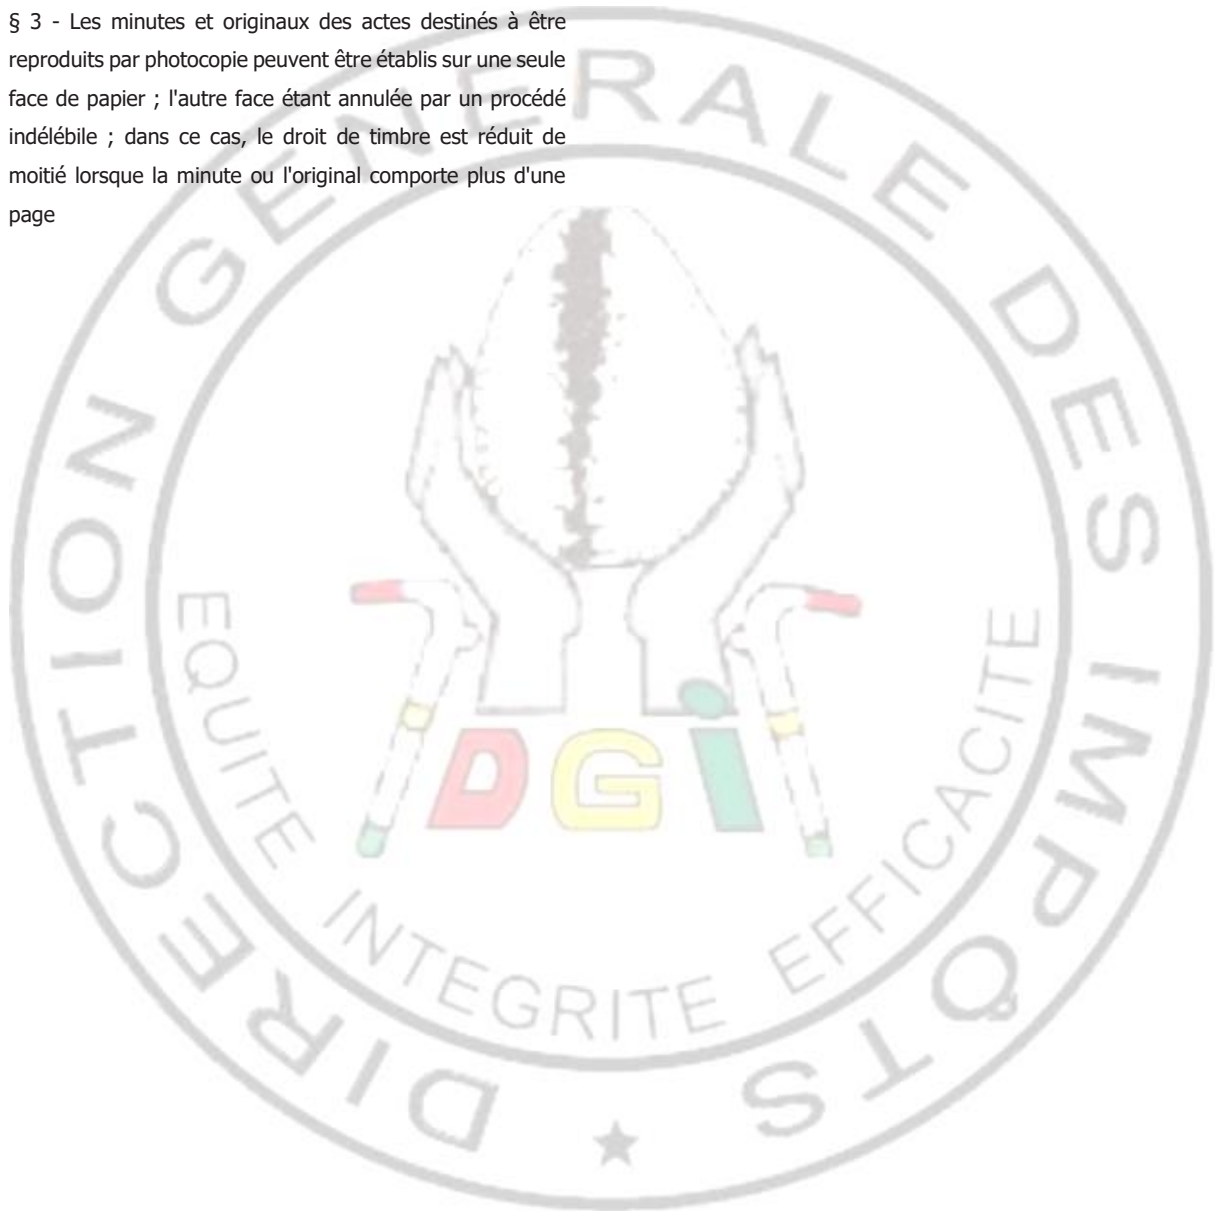 § 3 - Les minutes et originaux des actes destinés à être
reproduits par photocopie peuvent être établis sur une seule
face de papier ; l'autre face étant annulée par un procédé
indélébile ; dans ce cas, le droit de timbre est réduit de
moitié lorsque la minute ou l'original comporte plus d'une
page
DIRECTION GENERALE DES IMPÔTS
EQUITE INTEGRITE EFFICACITE
DGI